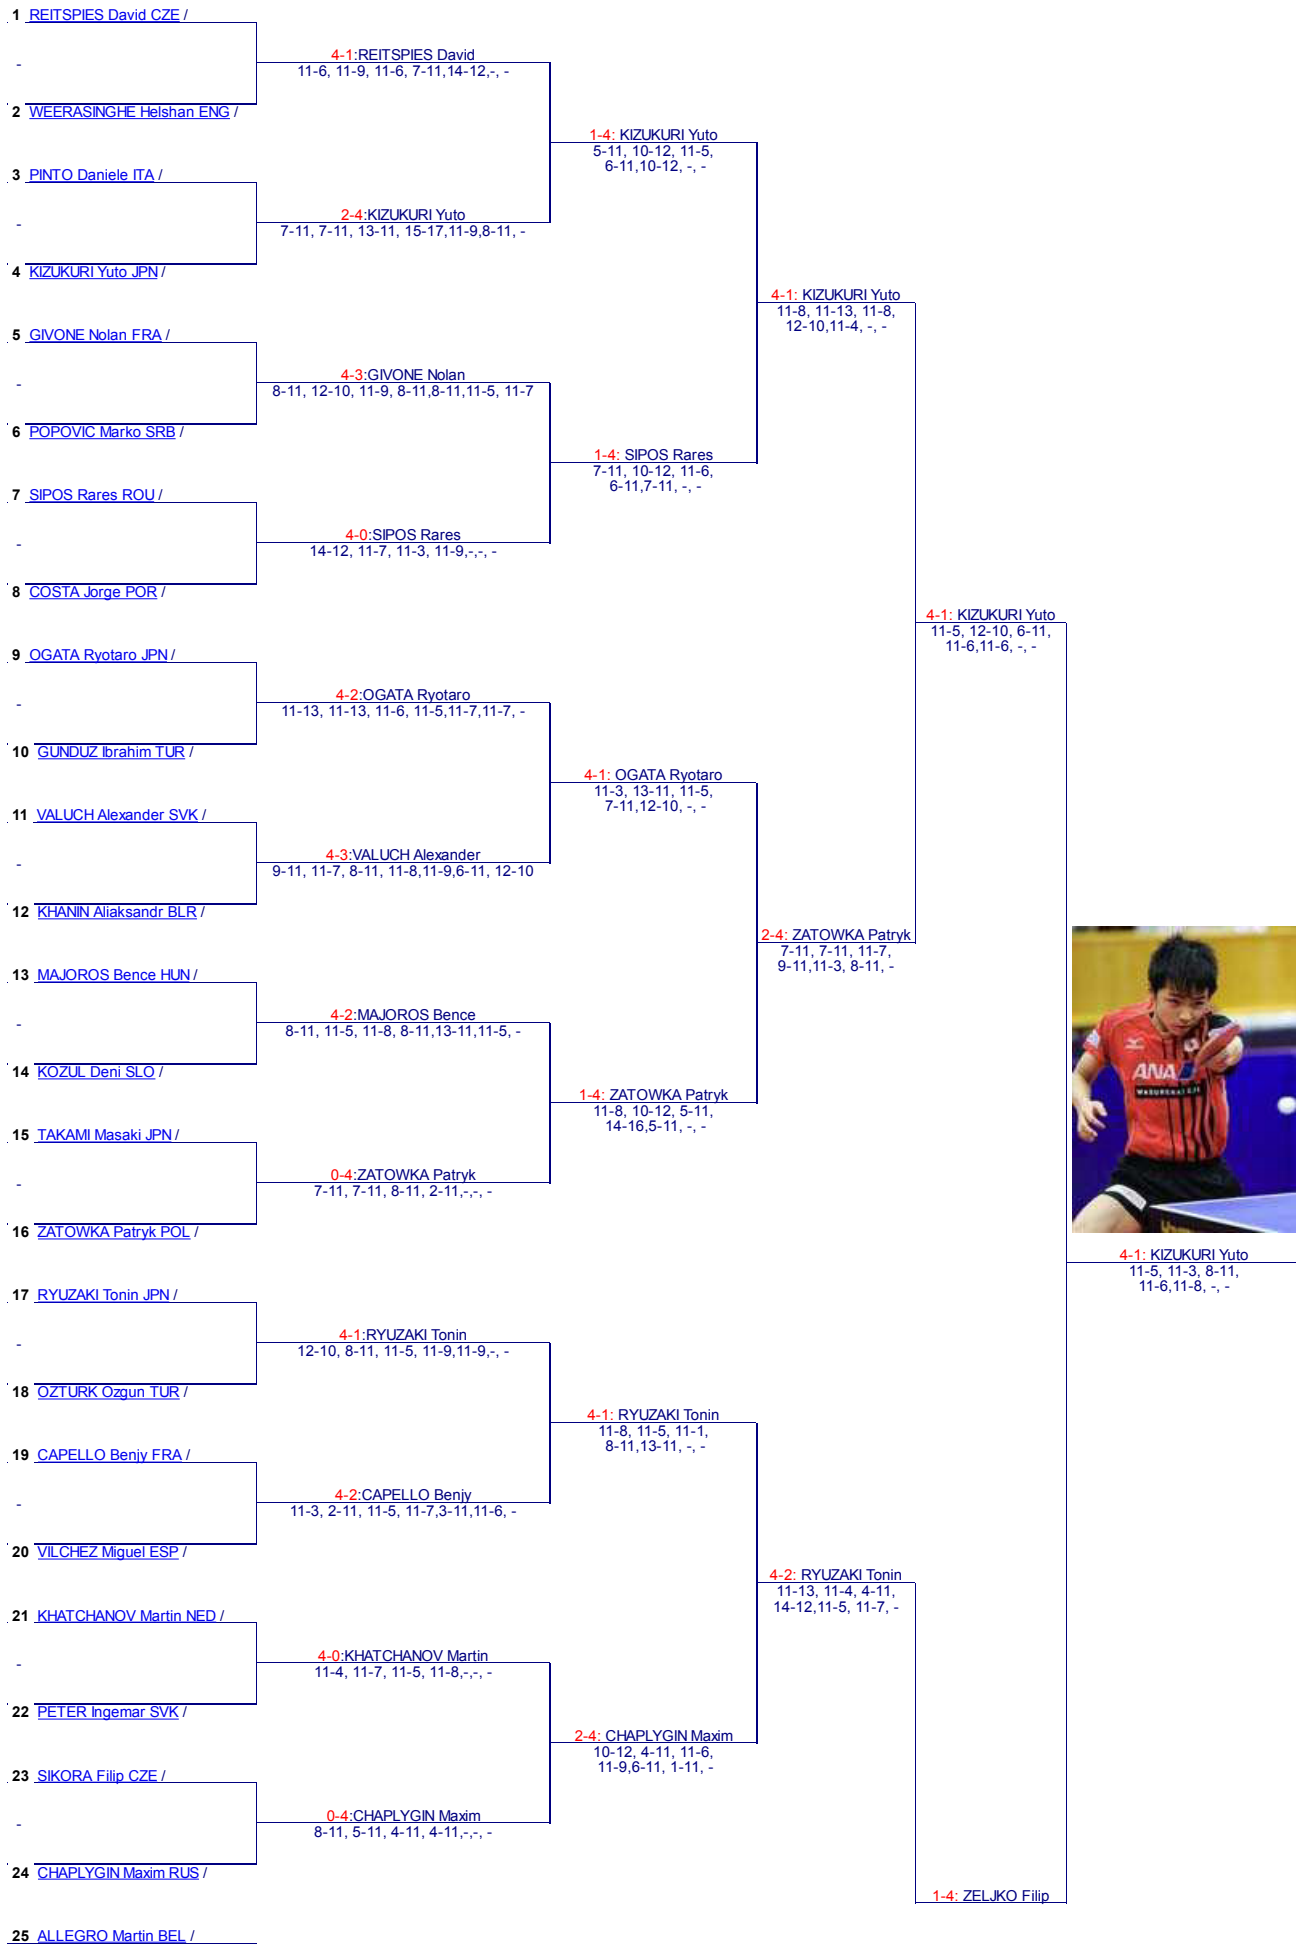 1 REITSPIES David CZE /
4-1:REITSPIES David
-
11-6, 11-9, 11-6, 7-11,14-12,-, -
2 WEERASINGHE Helshan ENG /
1-4: KIZUKURI Yuto
5-11, 10-12, 11-5,
6-11,10-12, -, -
3 PINTO Daniele ITA /
2-4:KIZUKURI Yuto
-
7-11, 7-11, 13-11, 15-17,11-9,8-11, -
4 KIZUKURI Yuto JPN /
4-1: KIZUKURI Yuto
11-8, 11-13, 11-8,
12-10,11-4, -, -
5 GIVONE Nolan FRA /
4-3:GIVONE Nolan
-
8-11, 12-10, 11-9, 8-11,8-11,11-5, 11-7
6 POPOVIC Marko SRB /
1-4: SIPOS Rares
7-11, 10-12, 11-6,
6-11,7-11, -, -
7 SIPOS Rares ROU /
4-0:SIPOS Rares
-
14-12, 11-7, 11-3, 11-9,-,-, -
8 COSTA Jorge POR /
4-1: KIZUKURI Yuto
11-5, 12-10, 6-11,
11-6,11-6, -, -
9 OGATA Ryotaro JPN /
4-2:OGATA Ryotaro
-
11-13, 11-13, 11-6, 11-5,11-7,11-7, -
10 GUNDUZ Ibrahim TUR /
4-1: OGATA Ryotaro
11-3, 13-11, 11-5,
7-11,12-10, -, -
11 VALUCH Alexander SVK /
4-3:VALUCH Alexander
-
9-11, 11-7, 8-11, 11-8,11-9,6-11, 12-10
12 KHANIN Aliaksandr BLR /
2-4: ZATOWKA Patryk
7-11, 7-11, 11-7,
9-11,11-3, 8-11, -
13 MAJOROS Bence HUN /
4-2:MAJOROS Bence
-
8-11, 11-5, 11-8, 8-11,13-11,11-5, -
14 KOZUL Deni SLO /
ANA
1-4: ZATOWKA Patryk
11-8, 10-12, 5-11,
14-16,5-11, -, -
15 TAKAMI Masaki JPN /
0-4:ZATOWKA Patryk
-
7-11, 7-11, 8-11, 2-11,-,-, -
16 ZATOWKA Patryk POL /
4-1: KIZUKURI Yuto
11-5, 11-3, 8-11,
11-6,11-8, -, -
17 RYUZAKI Tonin JPN /
4-1:RYUZAKI Tonin
-
12-10, 8-11, 11-5, 11-9,11-9,-, -
18 OZTURK Ozgun TUR /
4-1: RYUZAKI Tonin
11-8, 11-5, 11-1,
8-11,13-11, -, -
19 CAPELLO Benjy FRA /
4-2:CAPELLO Benjy
-
11-3, 2-11, 11-5, 11-7,3-11,11-6, -
20 VILCHEZ Miguel ESP /
4-2: RYUZAKI Tonin
11-13, 11-4, 4-11,
14-12,11-5, 11-7, -
21 KHATCHANOV Martin NED /
4-0:KHATCHANOV Martin
-
11-4, 11-7, 11-5, 11-8,-,-, -
22 PETER Ingemar SVK /
2-4: CHAPLYGIN Maxim
10-12, 4-11, 11-6,
11-9,6-11, 1-11, -
23 SIKORA Filip CZE /
0-4:CHAPLYGIN Maxim
-
8-11, 5-11, 4-11, 4-11,-,-, -
24 CHAPLYGIN Maxim RUS /
1-4: ZELJKO Filip
25 ALLEGRO Martin BEL /